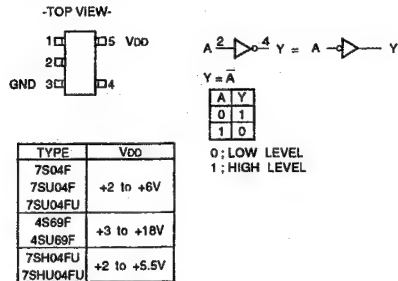 -TOP VIEW-
1 5 VDD
2
GND 3 4
A 2 4 Y = A Y
Y = A̅
A Y
0 1
1 0
0 ; LOW LEVEL
1 ; HIGH LEVEL
TYPE VDD
7S04F
7SU04F +2 to +6V
7SU04FU
4S69F +3 to +18V
4SU69F
7SH04FU +2 to +5.5V
7SHU04FU